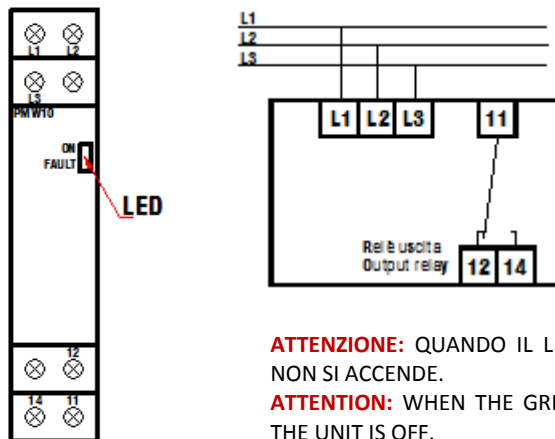 L1 L2
L3
PMW10
ON
FAULT
LED
12
14 11
L1
L2
L3
L1 L2 L3 11
Relè uscita
Output relay
12 14
ATTENZIONE: QUANDO IL
NON SI ACCENDE.
ATTENTION: WHEN THE
THE UNIT IS OFF.